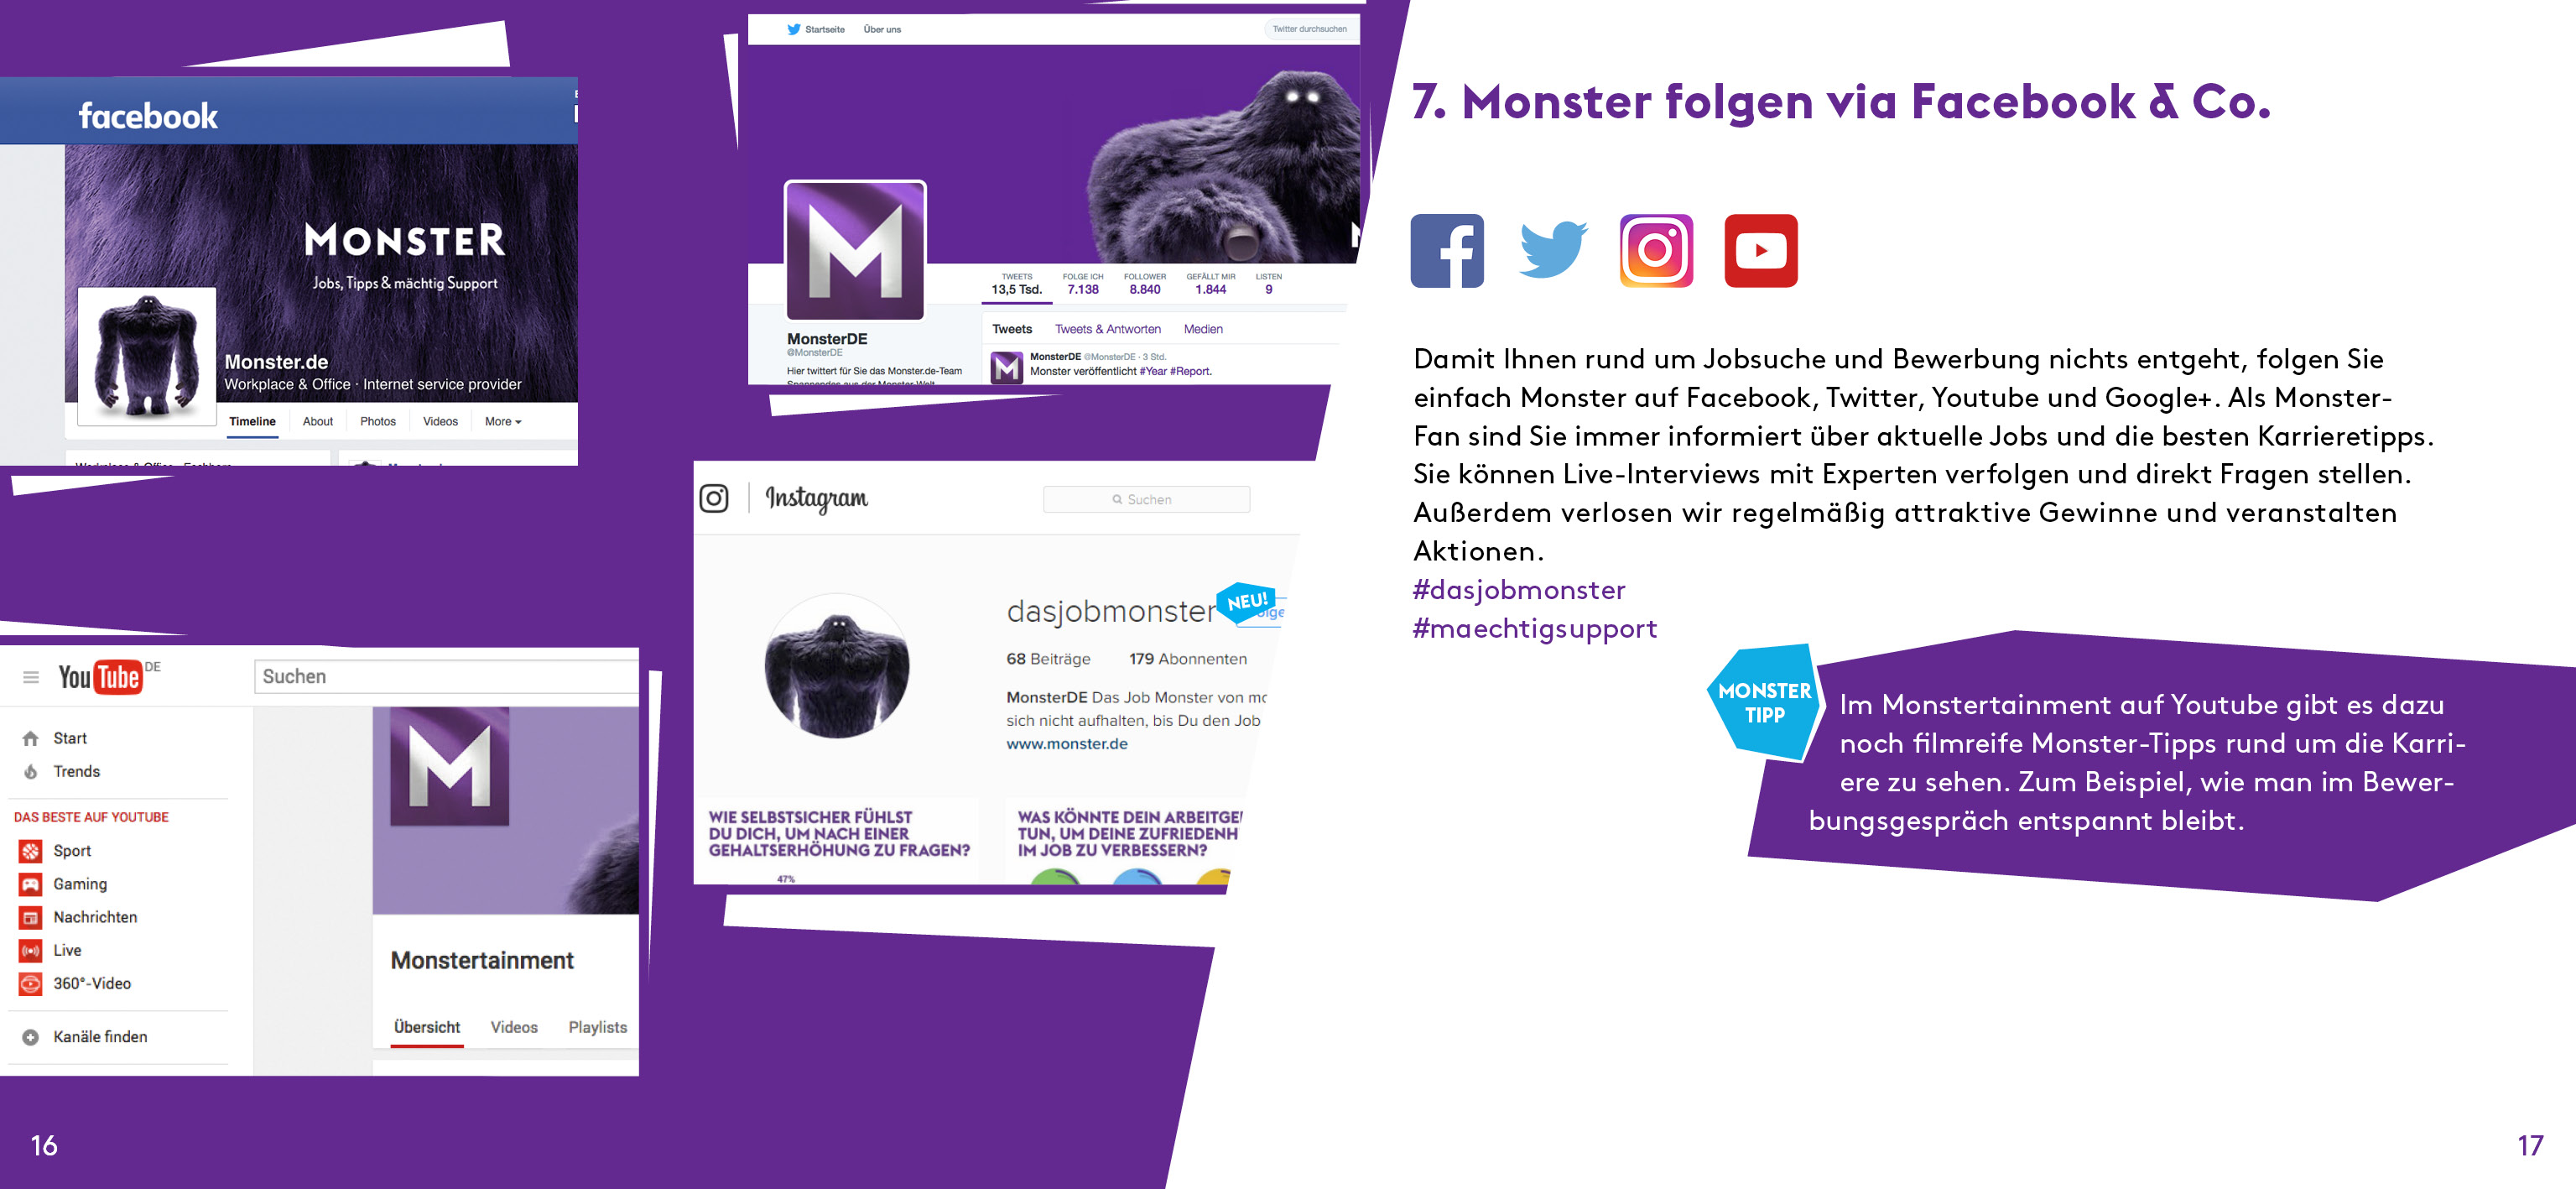 facebook
MONSTER
Jobs, Tipps & mächtig Support
Monster.de
Workplace & Office · Internet service provider
Timeline About Photos Videos More
Startseite Über uns Twitter durchsuchen
TWEETS FOLGE ICH FOLLOWER GEFÄLLT MIR LISTEN
13,5 Tsd. 7.138 8.840 1.844 9
MonsterDE
@MonsterDE
Hier twittert für Sie das Monster.de-Team
Spannendes aus der Monster-Welt
Tweets Tweets & Antworten Medien
MonsterDE @MonsterDE · 3 Std.
Monster veröffentlicht #Year #Report.
YouTube DE
Suchen
Start
Trends
DAS BESTE AUF YOUTUBE
Sport
Gaming
Nachrichten
Live
360°-Video
Kanäle finden
M
Monstertainment
Übersicht Videos Playlists
Instagram
Suchen
dasjobmonster
NEU!
68 Beiträge 179 Abonnenten
MonsterDE Das Job Monster von
sich nicht aufhalten, bis Du den Job
www.monster.de
WIE SELBSTSICHER FÜHLST
DU DICH, UM NACH EINER
GEHALTSERHÖHUNG ZU FRAGEN?
47%
WAS KÖNNTE DEIN ARBEITGE
TUN, UM DEINE ZUFRIEDENH
IM JOB ZU VERBESSERN?
16
7. Monster folgen via Facebook & Co.
Damit Ihnen rund um Jobsuche und Bewerbung nichts entgeht, folgen Sie
einfach Monster auf Facebook, Twitter, Youtube und Google+. Als Monster-
Fan sind Sie immer informiert über aktuelle Jobs und die besten Karrieretipps.
Sie können Live-Interviews mit Experten verfolgen und direkt Fragen stellen.
Außerdem verlosen wir regelmäßig attraktive Gewinne und veranstalten
Aktionen.
#dasjobmonster
#maechtigsupport
MONSTER
TIPP
Im Monstertainment auf Youtube gibt es dazu
noch filmreife Monster-Tipps rund um die Karri-
ere zu sehen. Zum Beispiel, wie man im Bewer-
bungsgespräch entspannt bleibt.
17